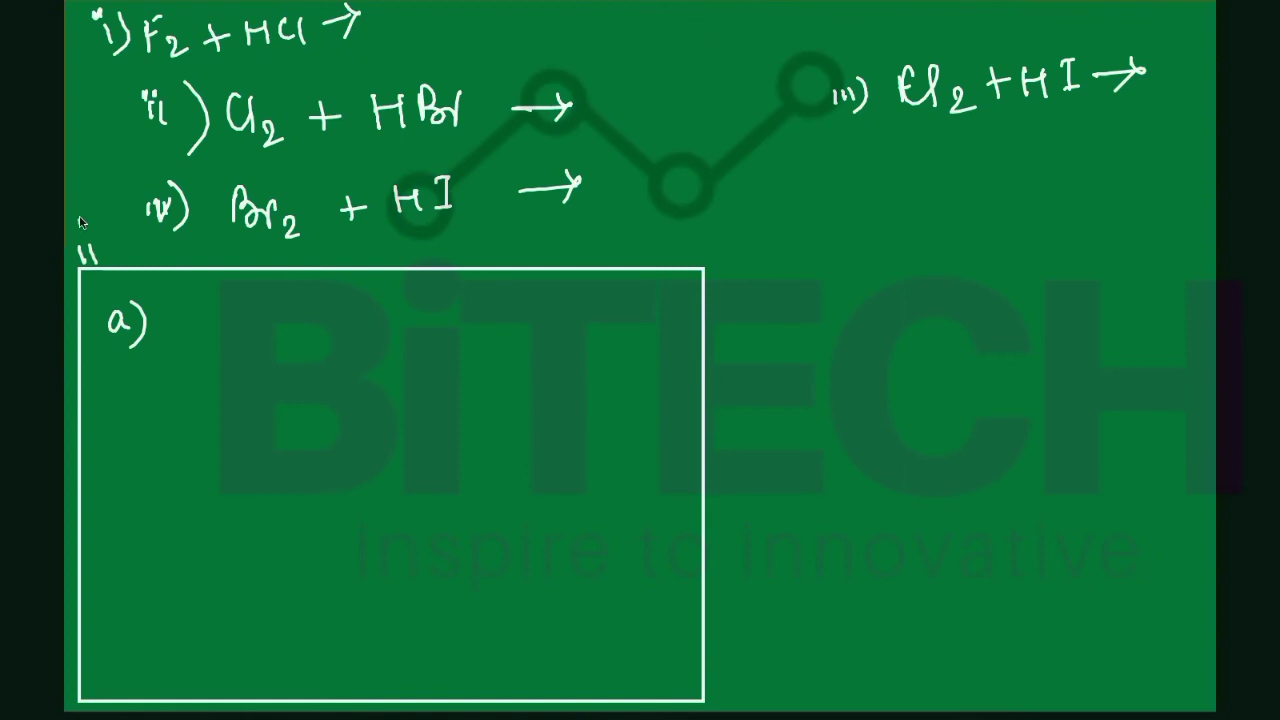 "i) F₂ + HCl →
"ii) Cl₂ + HBr →
iii) Cl₂ + HI →
iv) Br₂ + HI →
"
a)
BiTECH
Inspire to innovative